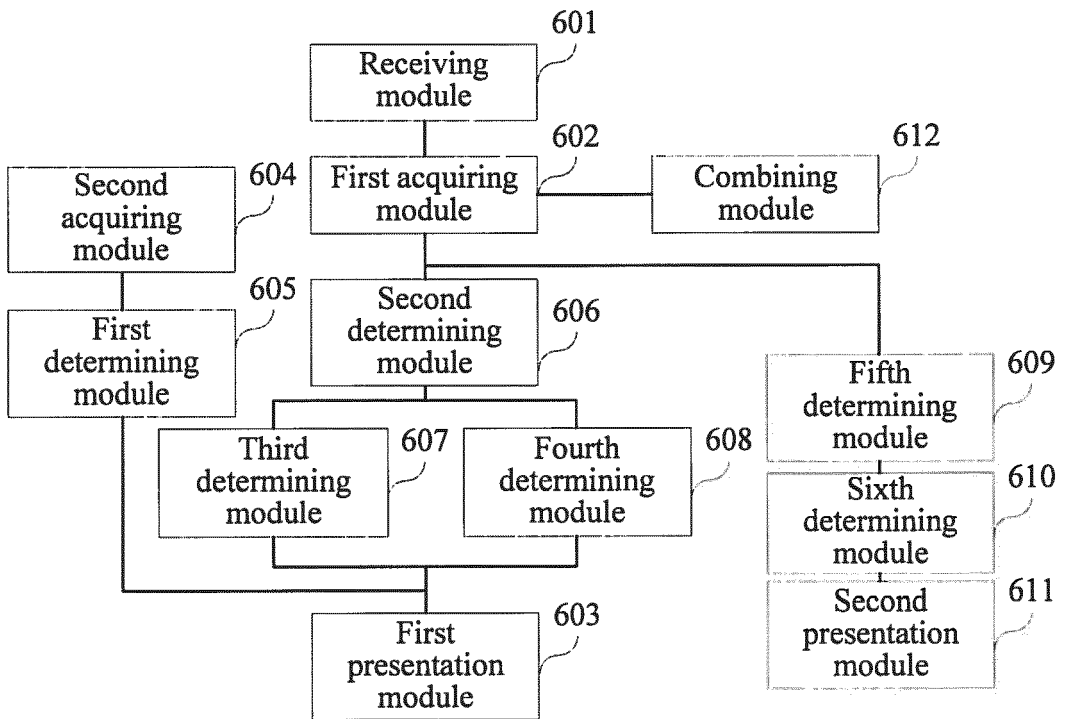 601
Receiving
module
602
First acquiring
module
612
Combining
module
604
Second
acquiring
module
605
First
determining
module
606
Second
determining
module
609
Fifth
determining
module
607
Third
determining
module
608
Fourth
determining
module
610
Sixth
determining
module
603
First
presentation
module
611
Second
presentation
module